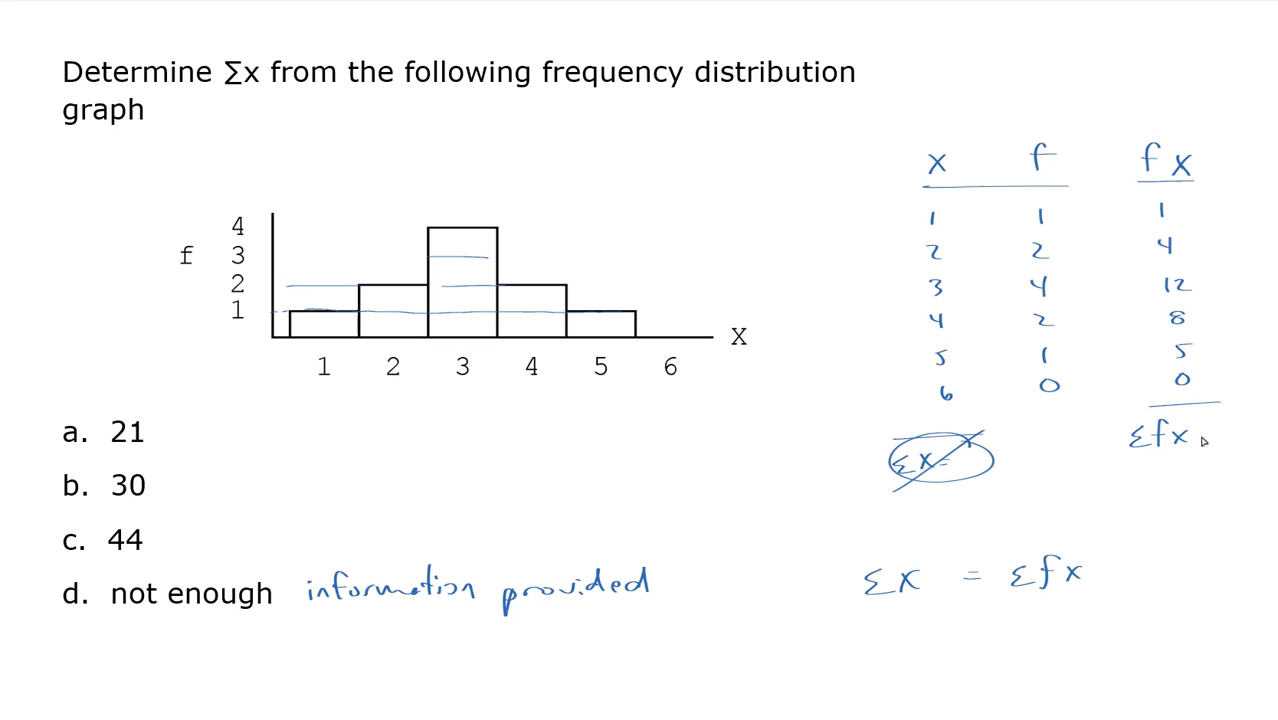 Determine ∑x from the following frequency distribution
graph
x f fx
1 1 1
2 2 4
3 4 12
4 2 8
5 1 5
6 0 0
Σx=
Σfx
4
f 3
2
1
X
1 2 3 4 5 6
a. 21
b. 30
c. 44
d. not enough information provided
Σx = Σfx